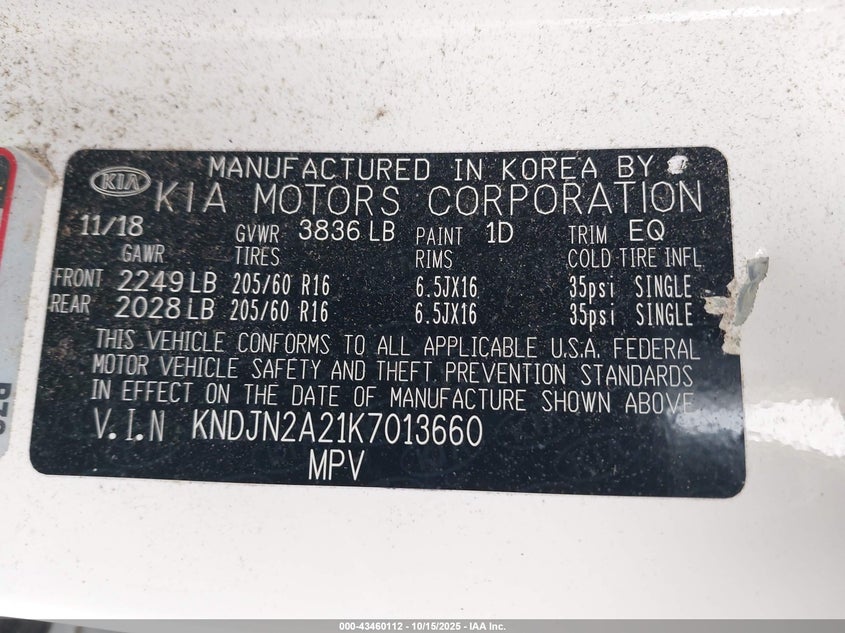 MANUFACTURED IN KOREA BY
KIA KIA MOTORS CORPORATION
11/18 GVWR 3836 LB PAINT 1D TRIM EQ
GAWR TIRES RIMS COLD TIRE INFL
FRONT 2249 LB 205/60 R16 6.5JX16 35psi SINGLE
REAR 2028 LB 205/60 R16 6.5JX16 35psi SINGLE
THIS VEHICLE CONFORMS TO ALL APPLICABLE U.S.A. FEDERAL
MOTOR VEHICLE SAFETY AND THEFT PREVENTION STANDARDS
IN EFFECT ON THE DATE OF MANUFACTURE SHOWN ABOVE.
V.I.N KNDJN2A21K7013660
MPV
000-43460112 - 10/15/2025 - IAA Inc.